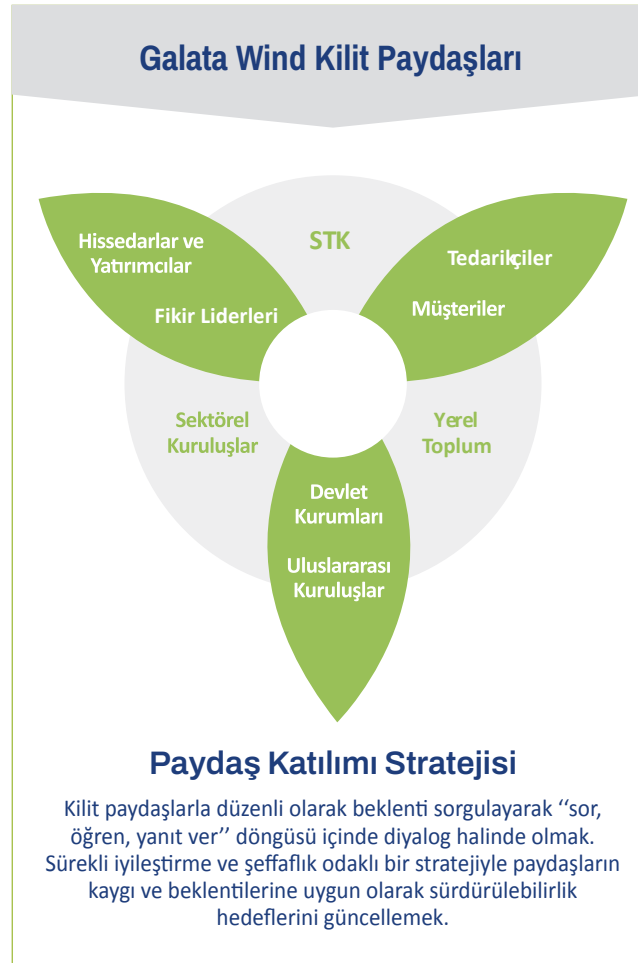 Galata Wind Kilit Paydaşları
Hissedarlar ve
Yatırımcılar
Fikir Liderleri
STK
Tedarikçiler
Müşteriler
Sektörel
Kuruluşlar
Yerel
Toplum
Devlet
Kurumları
Uluslararası
Kuruluşlar
Paydaş Katılımı Stratejisi
Kilit paydaşlarla düzenli olarak beklenti sorgulayarak ‘‘sor,
öğren, yanıt ver’’ döngüsü içinde diyalog halinde olmak.
Sürekli iyileştirme ve şeffaflık odaklı bir stratejiyle paydaşların
kaygı ve beklentilerine uygun olarak sürdürülebilirlik
hedeflerini güncellemek.